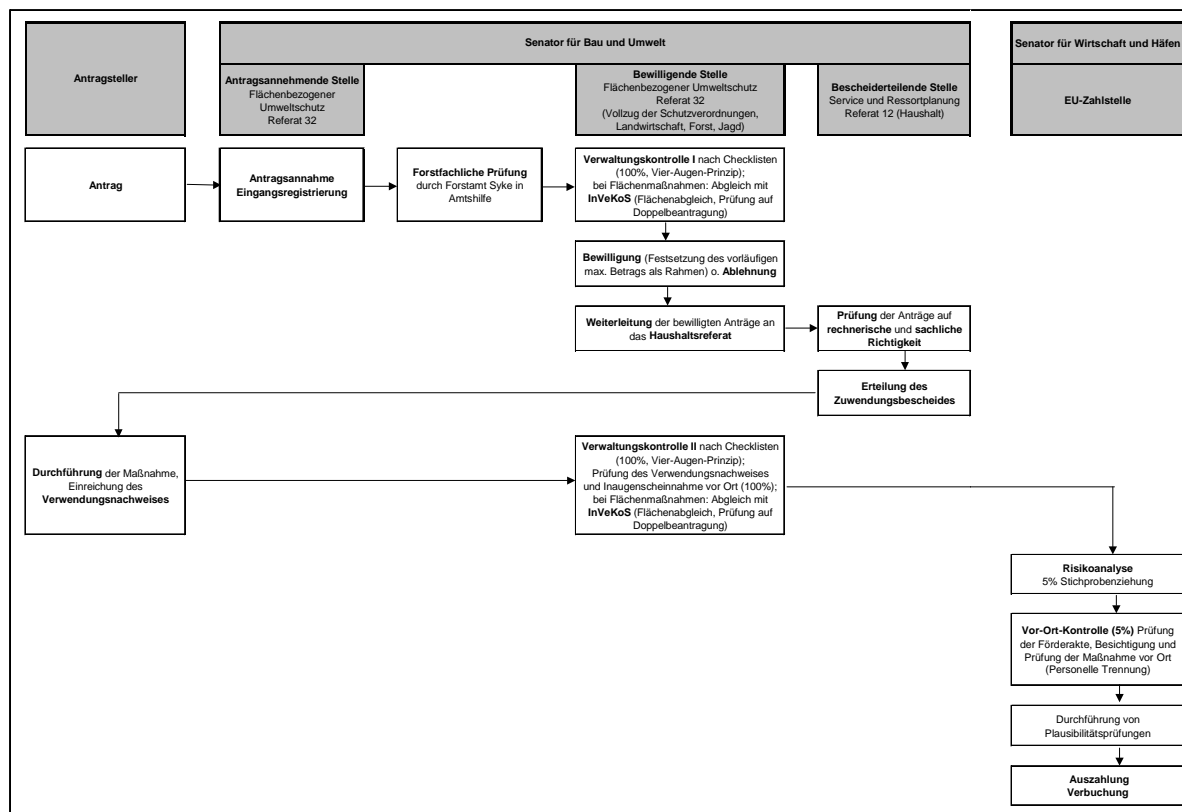 Antragsteller
Senator für Bau und Umwelt
Senator für Wirtschaft und Häfen
Antragsannehmende Stelle
Flächenbezogener
Umweltschutz
Referat 32
Bewilligende Stelle
Flächenbezogener Umweltschutz
Referat 32
(Vollzug der Schutzverordnungen,
Landwirtschaft, Forst, Jagd)
Bescheiderteilende Stelle
Service und Ressortplanung
Referat 12 (Haushalt)
EU-Zahlstelle
Antrag
Antragsannahme
Eingangsregistrierung
Forstfachliche Prüfung
durch Forstamt Syke in
Amtshilfe
Verwaltungskontrolle I nach Checklisten
(100%, Vier-Augen-Prinzip);
bei Flächenmaßnahmen: Abgleich mit
InVeKoS (Flächenabgleich, Prüfung auf
Doppelbeantragung)
Bewilligung (Festsetzung des vorläufigen
max. Betrags als Rahmen) o. Ablehnung
Weiterleitung der bewilligten Anträge an
das Haushaltsreferat
Prüfung der Anträge auf
rechnerische und sachliche
Richtigkeit
Erteilung des
Zuwendungsbescheides
Durchführung der Maßnahme,
Einreichung des
Verwendungsnachweises
Verwaltungskontrolle II nach Checklisten
(100%, Vier-Augen-Prinzip);
Prüfung des Verwendungsnachweises
und Inaugenscheinnahme vor Ort (100%);
bei Flächenmaßnahmen: Abgleich mit
InVeKoS (Flächenabgleich, Prüfung auf
Doppelbeantragung)
Risikoanalyse
5% Stichprobenziehung
Vor-Ort-Kontrolle (5%) Prüfung
der Förderakte, Besichtigung und
Prüfung der Maßnahme vor Ort
(Personelle Trennung)
Durchführung von
Plausibilitätsprüfungen
Auszahlung
Verbuchung